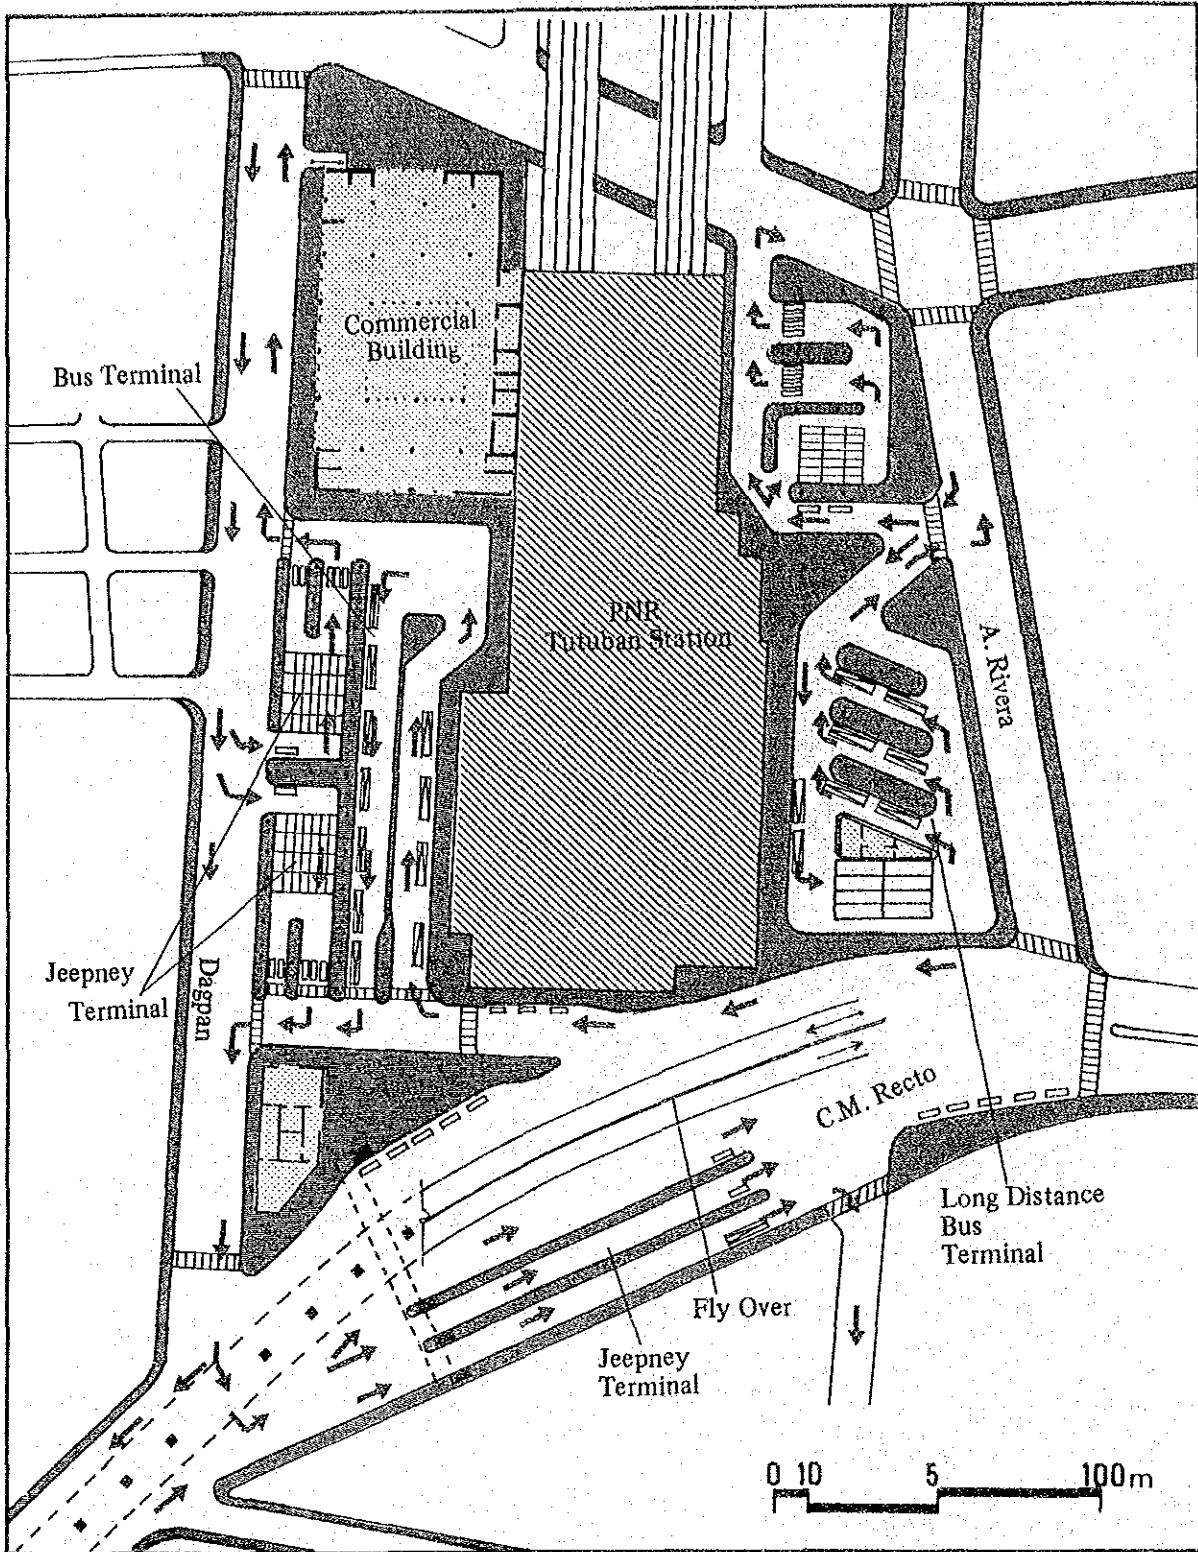 Commercial
Building
Bus Terminal
PNR
Tutuban Station
A. Rivera
Jeepney
Terminal
Dagpan
C.M. Recto
Long Distance
Bus
Terminal
Fly Over
Jeepney
Terminal
0 10 5 100m